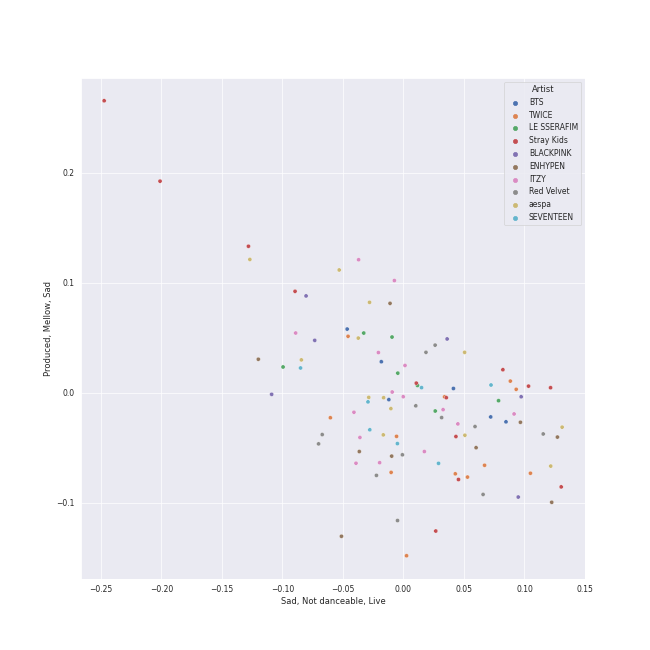 Artist
BTS
TWICE
LE SSERAFIM
Stray Kids
BLACKPINK
ENHYPEN
ITZY
Red Velvet
aespa
SEVENTEEN
0.2
0.1
0.0
−0.1
Produced, Mellow, Sad
−0.25 −0.20 −0.15 −0.10 −0.05 0.00 0.05 0.10 0.15
Sad, Not danceable, Live